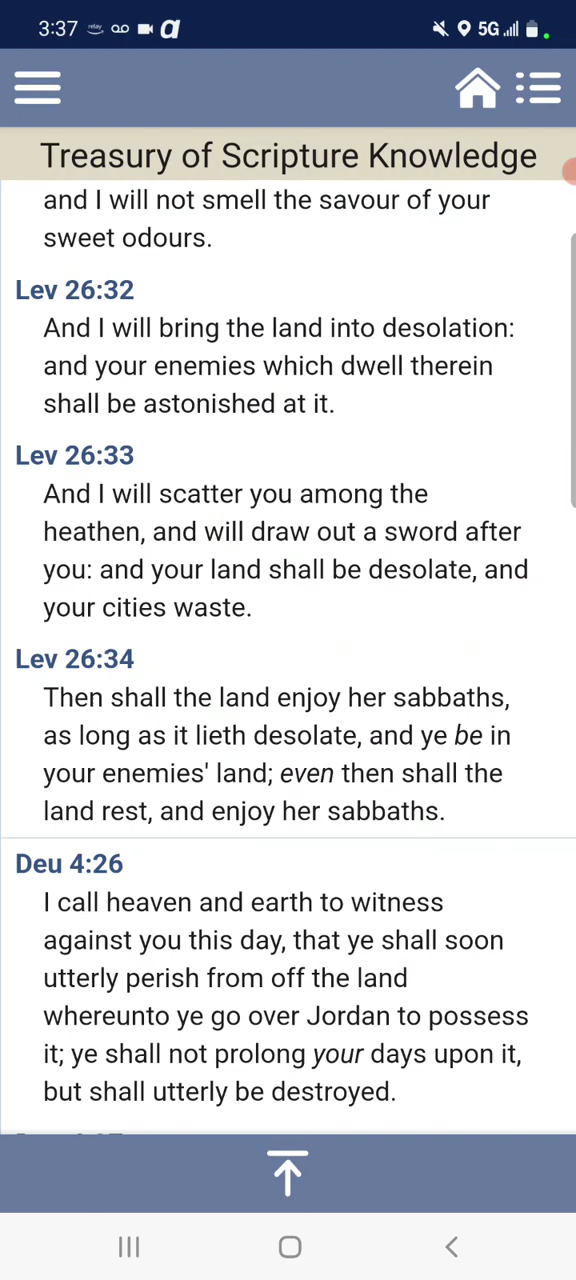 3:37 relay a 5G
Treasury of Scripture Knowledge
and I will not smell the savour of your
sweet odours.
Lev 26:32
And I will bring the land into desolation:
and your enemies which dwell therein
shall be astonished at it.
Lev 26:33
And I will scatter you among the
heathen, and will draw out a sword after
you: and your land shall be desolate, and
your cities waste.
Lev 26:34
Then shall the land enjoy her sabbaths,
as long as it lieth desolate, and ye be in
your enemies' land; even then shall the
land rest, and enjoy her sabbaths.
Deu 4:26
I call heaven and earth to witness
against you this day, that ye shall soon
utterly perish from off the land
whereunto ye go over Jordan to possess
it; ye shall not prolong your days upon it,
but shall utterly be destroyed.